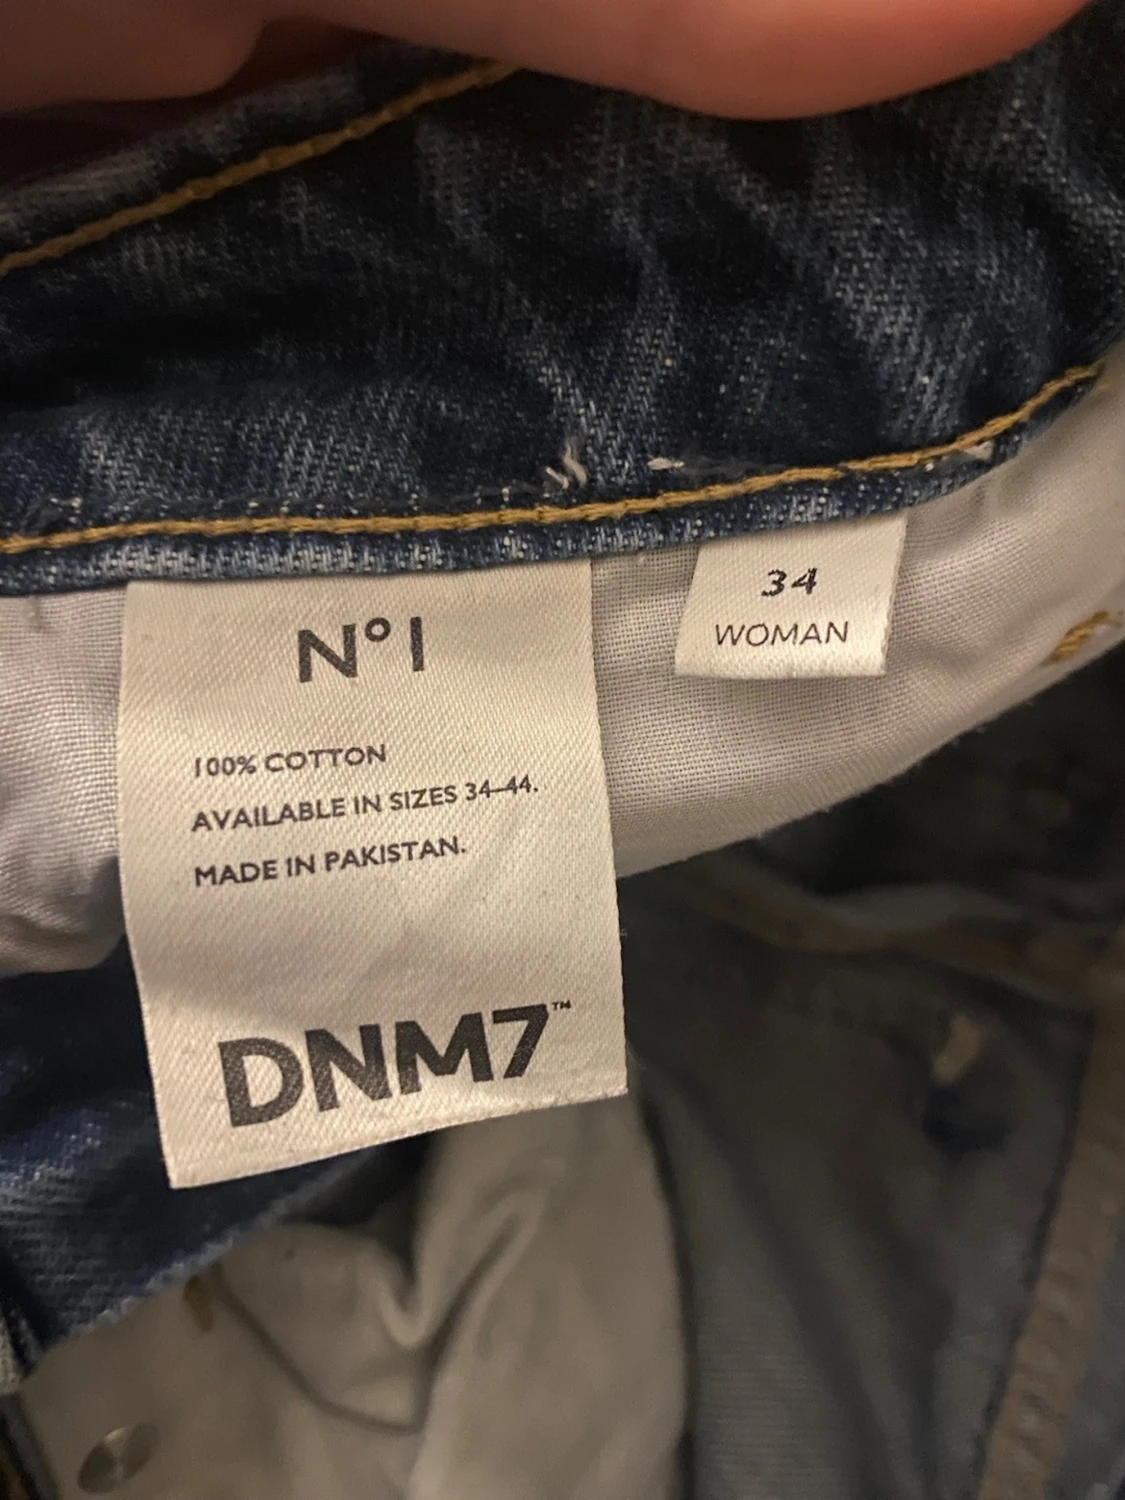 N° 1
100% COTTON
AVAILABLE IN SIZES 34–44.
MADE IN PAKISTAN.
DNM7™
34
WOMAN